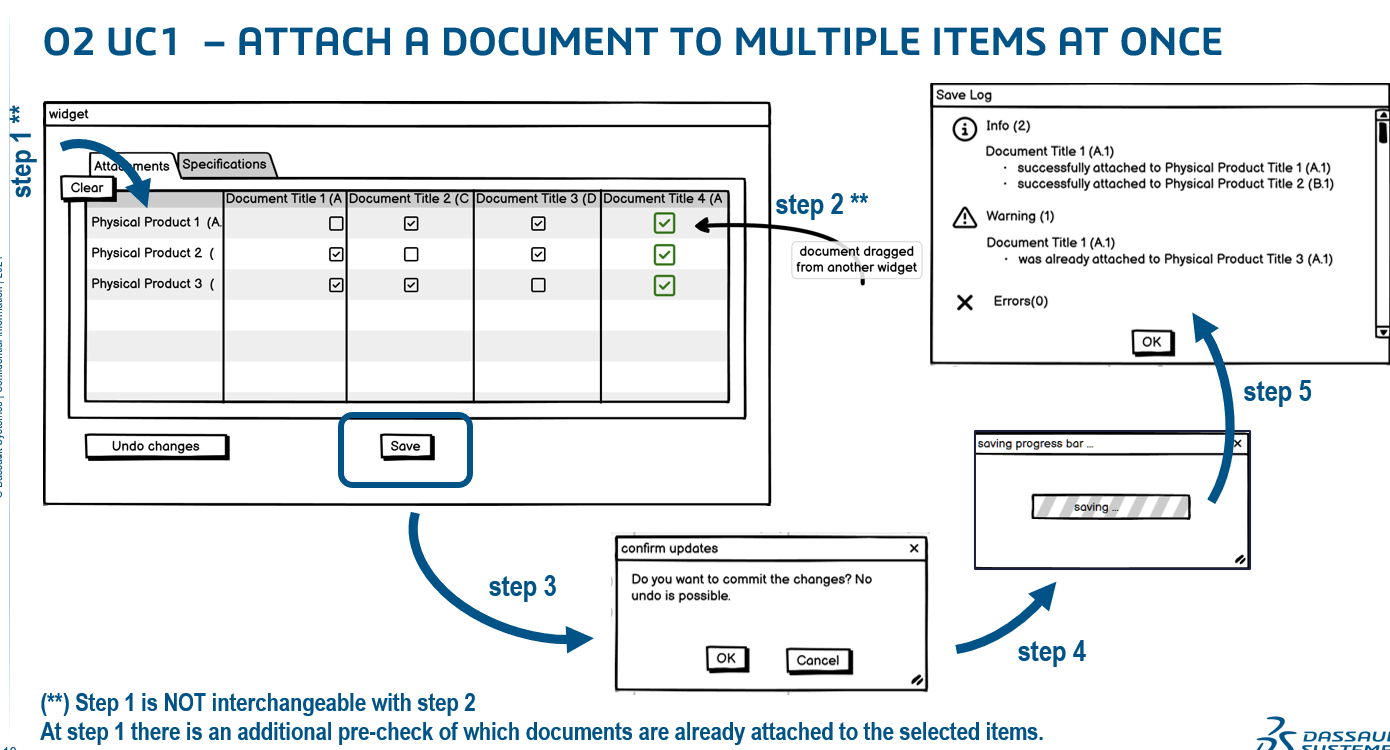 O2 UC1 – ATTACH A DOCUMENT TO MULTIPLE ITEMS AT ONCE
step 1 **
widget
Attachments
Specifications
Clear
Document Title 1 (A
Document Title 2 (C
Document Title 3 (D
Document Title 4 (A
Physical Product 1 (A.
Physical Product 2 (
Physical Product 3 (
Undo changes
Save
step 2 **
document dragged
from another widget
Save Log
Info (2)
Document Title 1 (A.1)
· successfully attached to Physical Product Title 1 (A.1)
· successfully attached to Physical Product Title 2 (B.1)
Warning (1)
Document Title 1 (A.1)
· was already attached to Physical Product Title 3 (A.1)
Errors(0)
OK
step 5
saving progress bar ...
saving ...
step 3
confirm updates
Do you want to commit the changes? No
undo is possible.
OK
Cancel
step 4
(**) Step 1 is NOT interchangeable with step 2
At step 1 there is an additional pre-check of which documents are already attached to the selected items.
DASSAU
SYSTEME